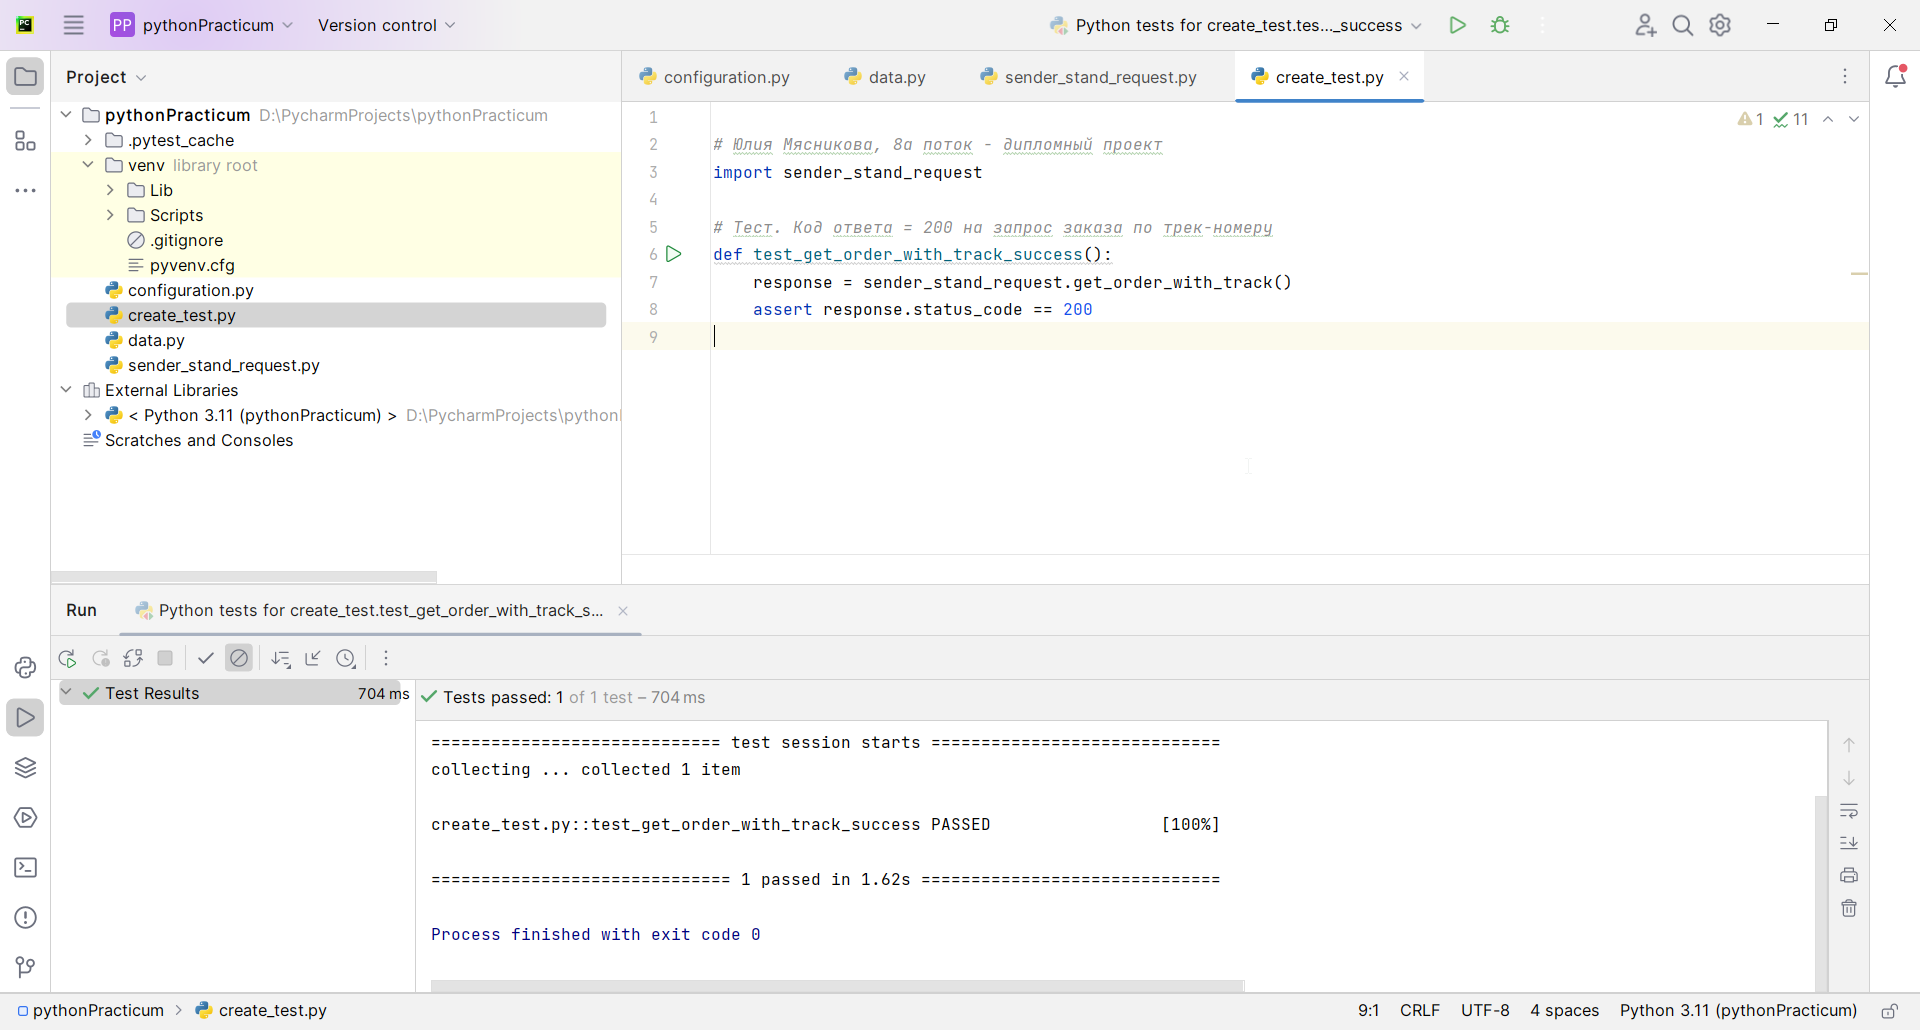 PC
PP pythonPracticum Version control Python tests for create_test.tes..._success
Project
configuration.py data.py sender_stand_request.py create_test.py
pythonPracticum D:\PycharmProjects\pythonPracticum
.pytest_cache
venv library root
Lib
Scripts
.gitignore
pyvenv.cfg
configuration.py
create_test.py
data.py
sender_stand_request.py
External Libraries
< Python 3.11 (pythonPracticum) > D:\PycharmProjects\python
Scratches and Consoles
1
1 11
2 # Юлия Мясникова, 8а поток - дипломный проект
3 import sender_stand_request
4
5 # Тест. Код ответа = 200 на запрос заказа по трек-номеру
6 def test_get_order_with_track_success():
7 response = sender_stand_request.get_order_with_track()
8 assert response.status_code == 200
9
Run Python tests for create_test.test_get_order_with_track_s...
Test Results 704 ms
Tests passed: 1 of 1 test – 704 ms
============================= test session starts =============================
collecting ... collected 1 item
create_test.py::test_get_order_with_track_success PASSED [100%]
============================== 1 passed in 1.62s ==============================
Process finished with exit code 0
pythonPracticum > create_test.py
9:1 CRLF UTF-8 4 spaces Python 3.11 (pythonPracticum)